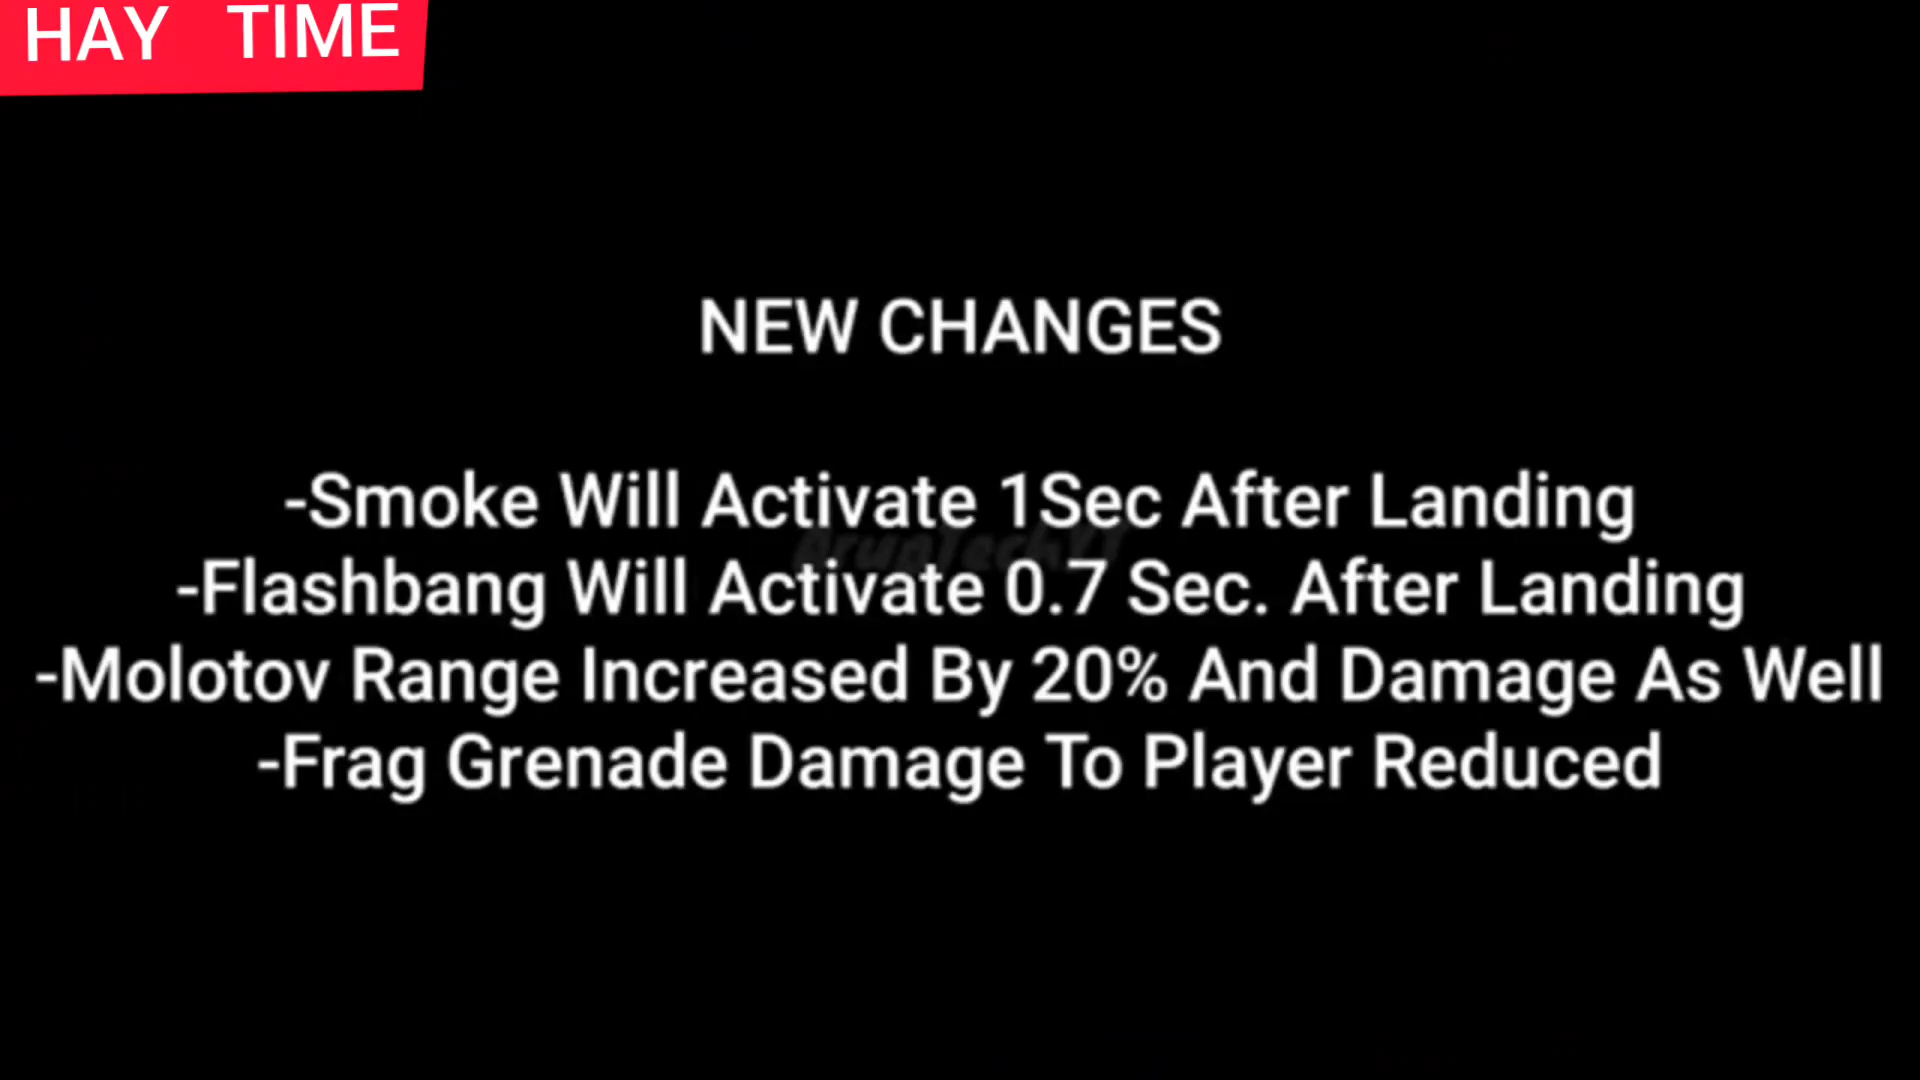 HAY TIME
NEW CHANGES
-Smoke Will Activate 1Sec After Landing
-Flashbang Will Activate 0.7 Sec. After Landing
-Molotov Range Increased By 20% And Damage As Well
-Frag Grenade Damage To Player Reduced